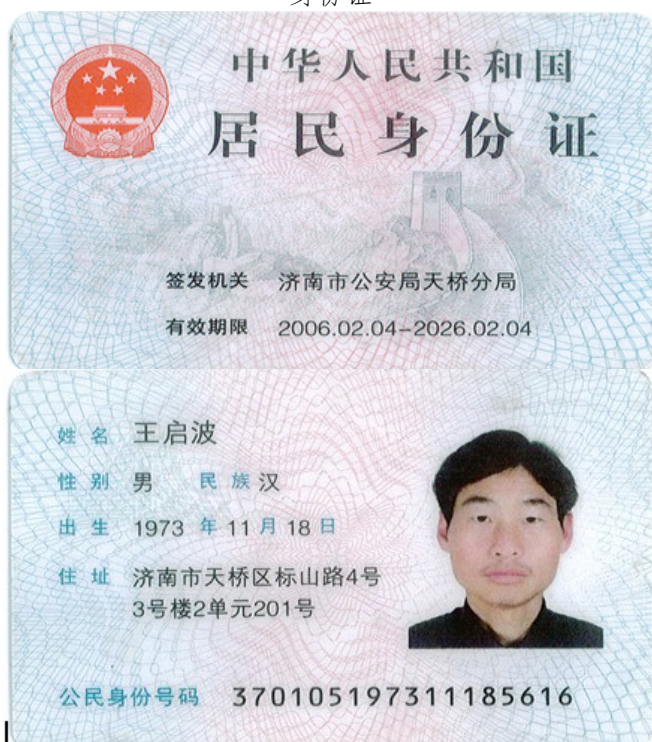 身份证
中华人民共和国
居民身份证
签发机关 济南市公安局天桥分局
有效期限 2006.02.04-2026.02.04
姓名 王启波
性别 男 民族 汉
出生 1973 年 11 月 18 日
住址 济南市天桥区标山路4号
3号楼2单元201号
公民身份号码 370105197311185616